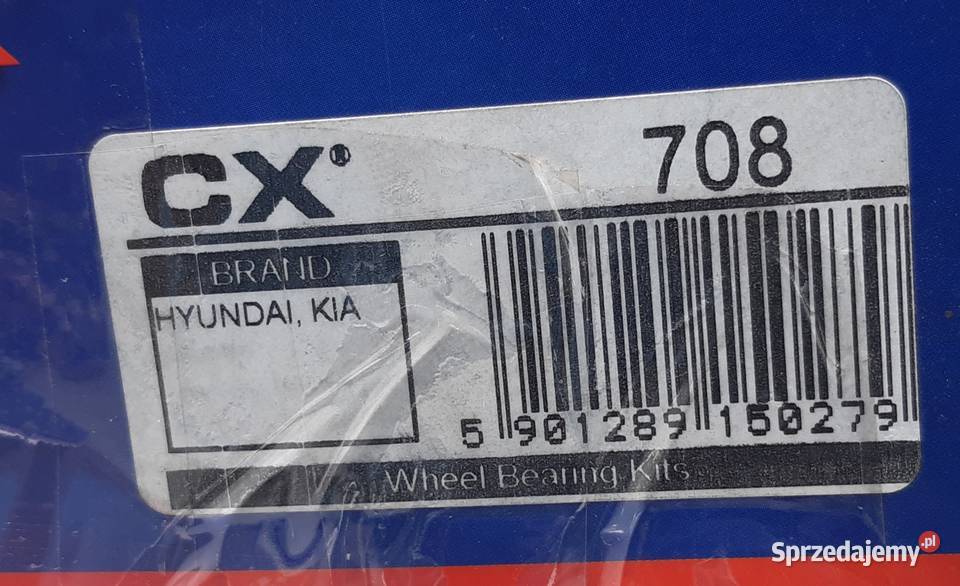 CX® 708
BRAND
HYUNDAI, KIA
5 901289 150279
Wheel Bearing Kits
Sprzedajemy.pl